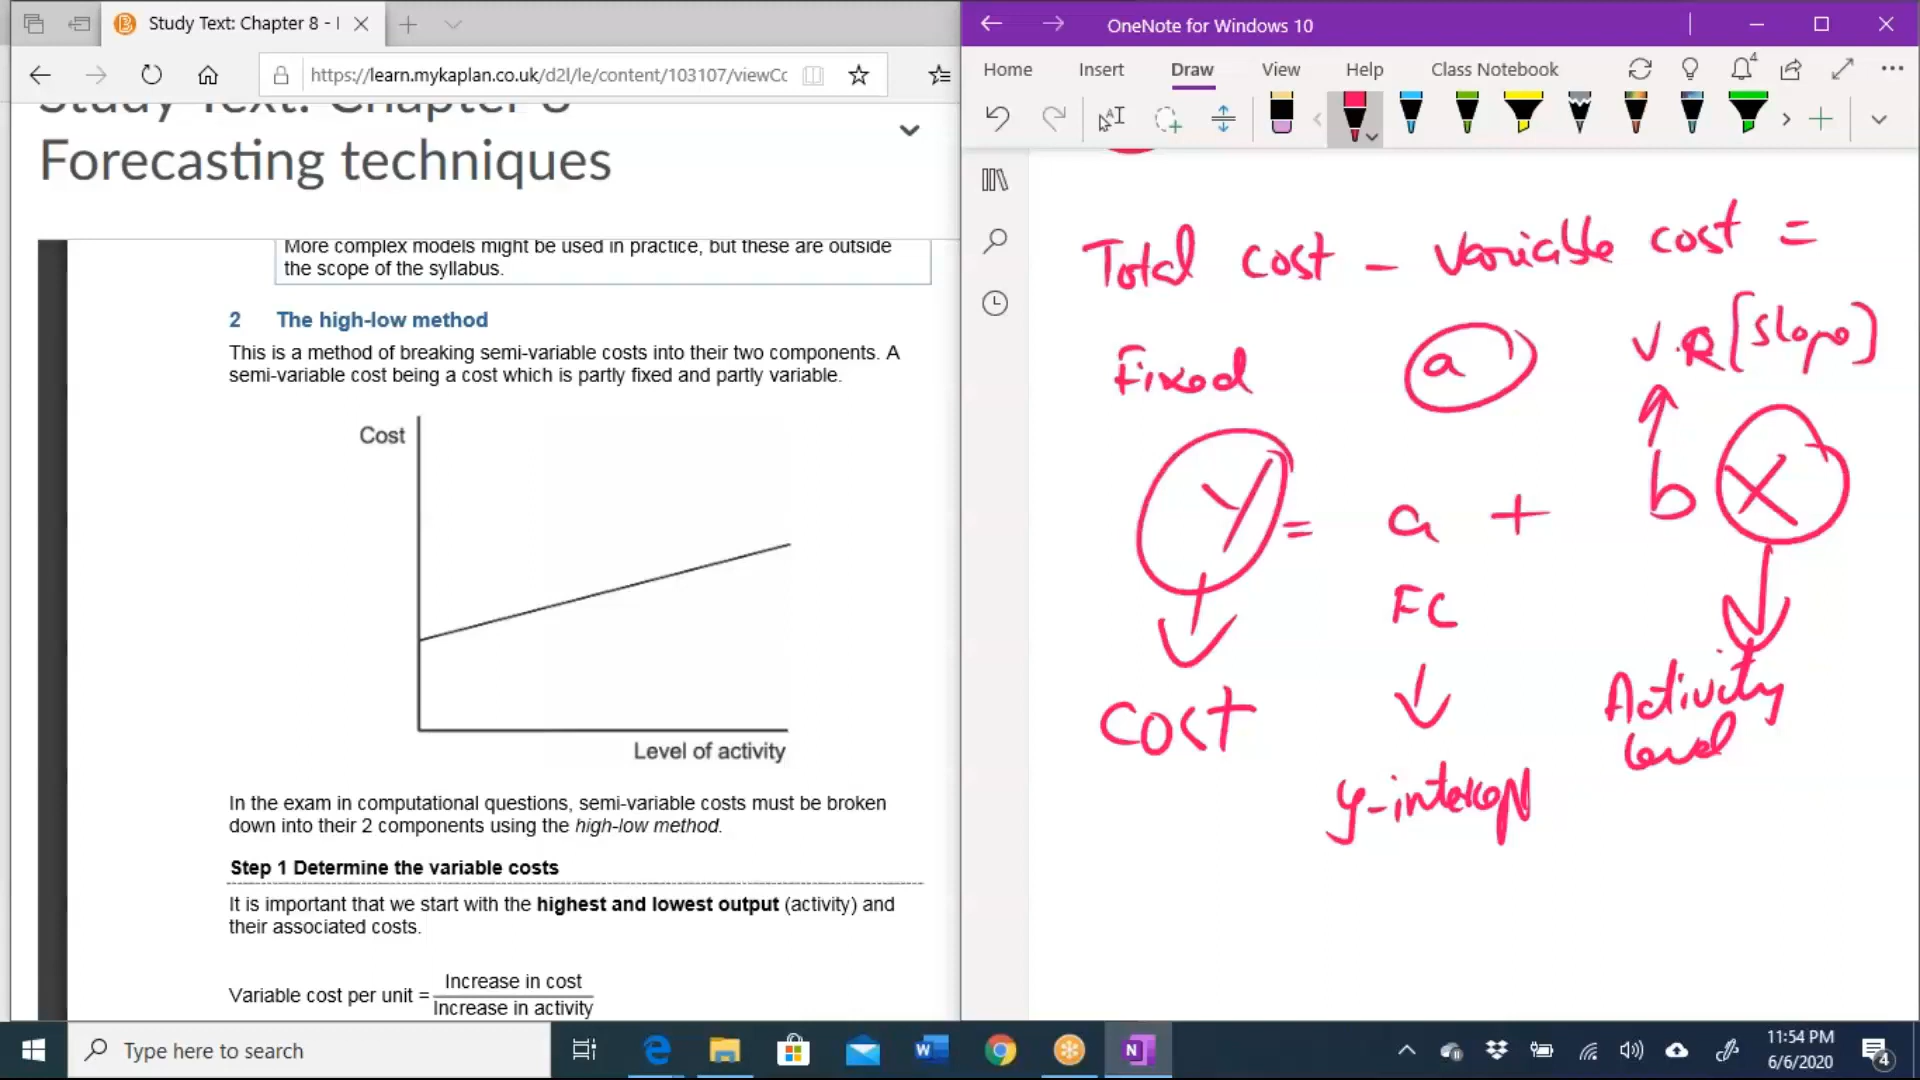 Study Text: Chapter 8 - I
https://learn.mykaplan.co.uk/d2l/le/content/103107/viewCc
Study Text: Chapter 8
Forecasting techniques
More complex models might be used in practice, but these are outside
the scope of the syllabus.
2 The high-low method
This is a method of breaking semi-variable costs into their two components. A
semi-variable cost being a cost which is partly fixed and partly variable.
Cost
Level of activity
In the exam in computational questions, semi-variable costs must be broken
down into their 2 components using the high-low method.
Step 1 Determine the variable costs
It is important that we start with the highest and lowest output (activity) and
their associated costs.
Variable cost per unit = Increase in cost
Increase in activity
OneNote for Windows 10
Home Insert Draw View Help Class Notebook
4
Total cost - variable cost =
Fixed a V.R [Slope]
Y = a + b X
FC
Cost
Activity
level
y-intercept
Type here to search
11:54 PM
6/6/2020
4